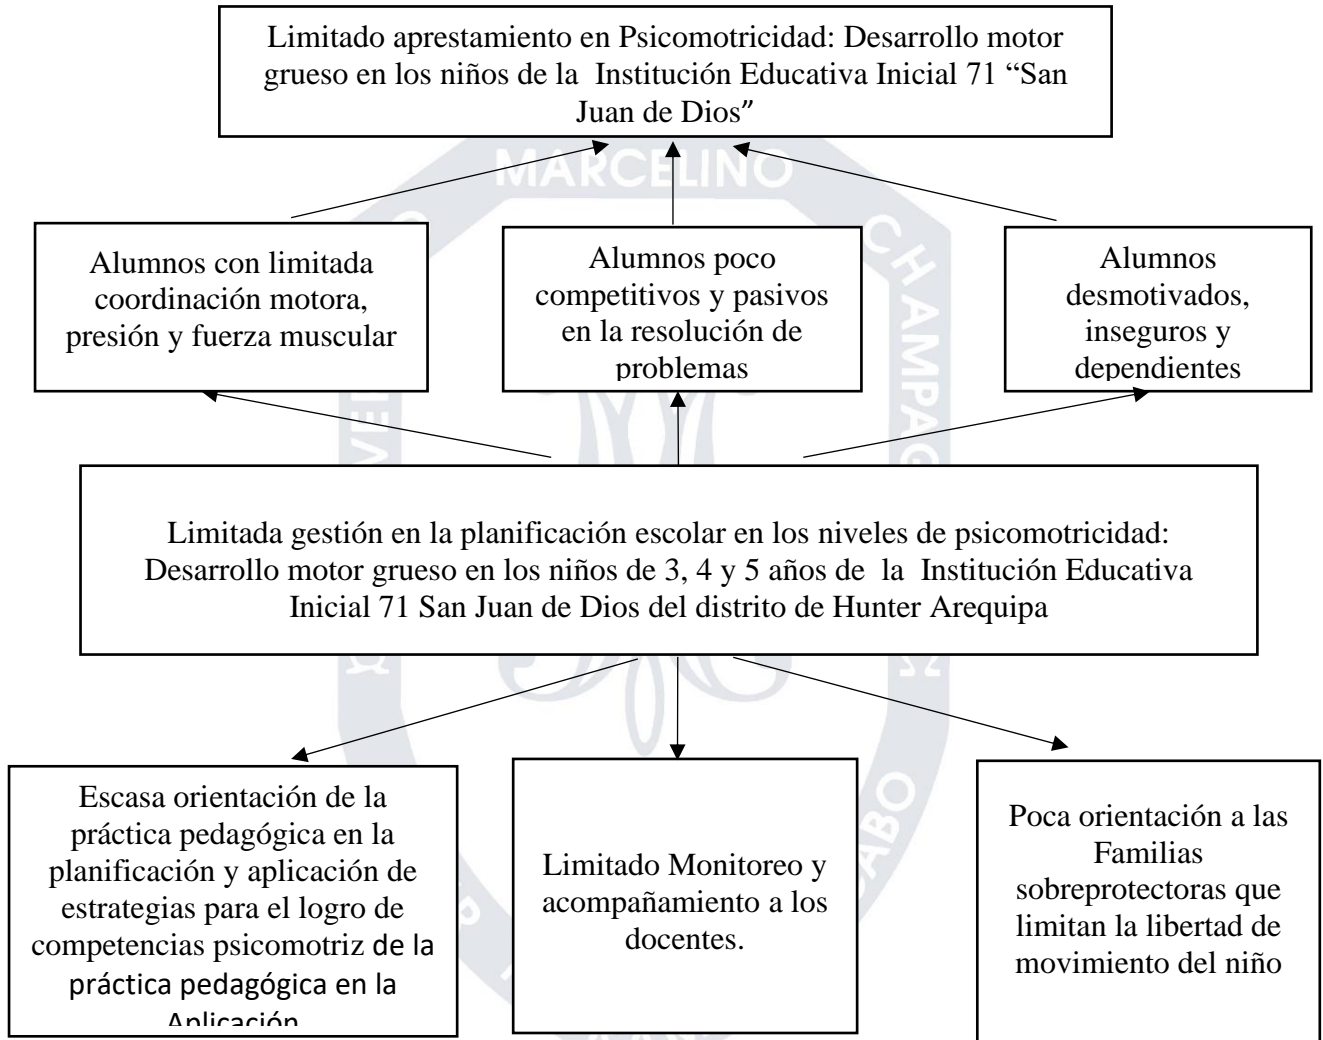 Limitado aprestamiento en Psicomotricidad: Desarrollo motor
grueso en los niños de la Institución Educativa Inicial 71 “San
Juan de Dios”
MARCELINO
CHAMPAG
Alumnos con limitada
coordinación motora,
presión y fuerza muscular
Alumnos poco
competitivos y pasivos
en la resolución de
problemas
Alumnos
desmotivados,
inseguros y
dependientes
Limitada gestión en la planificación escolar en los niveles de psicomotricidad:
Desarrollo motor grueso en los niños de 3, 4 y 5 años de la Institución Educativa
Inicial 71 San Juan de Dios del distrito de Hunter Arequipa
Escasa orientación de la
práctica pedagógica en la
planificación y aplicación de
estrategias para el logro de
competencias psicomotriz de la
práctica pedagógica en la
Aplicación
Limitado Monitoreo y
acompañamiento a los
docentes.
Poca orientación a las
Familias
sobreprotectoras que
limitan la libertad de
movimiento del niño